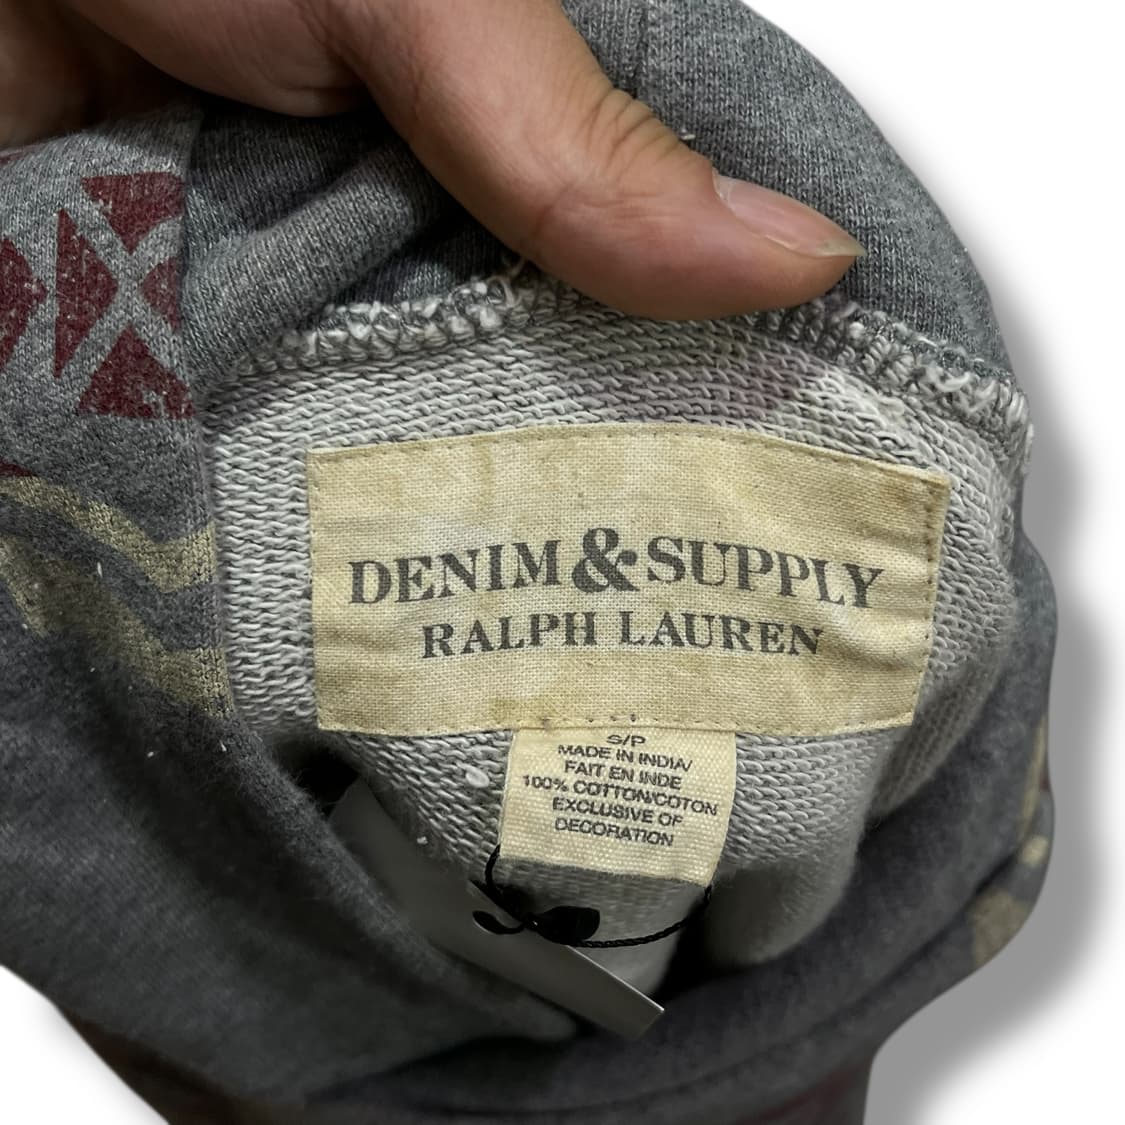 DENIM & SUPPLY
RALPH LAUREN
S/P
MADE IN INDIA/
FAIT EN INDE
100% COTTON/COTON
EXCLUSIVE OF
DECORATION